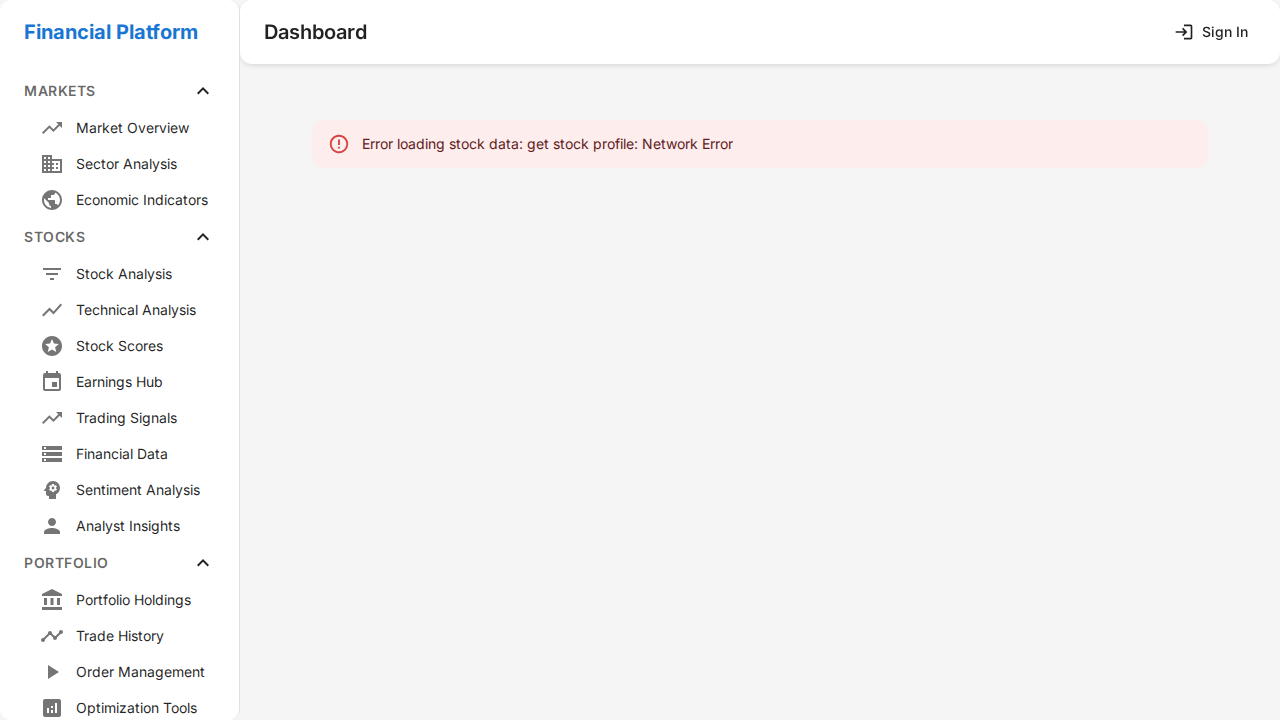 Financial Platform
MARKETS
Market Overview
Sector Analysis
Economic Indicators
STOCKS
Stock Analysis
Technical Analysis
Stock Scores
Earnings Hub
Trading Signals
Financial Data
Sentiment Analysis
Analyst Insights
PORTFOLIO
Portfolio Holdings
Trade History
Order Management
Optimization Tools
Dashboard
Sign In
Error loading stock data: get stock profile: Network Error